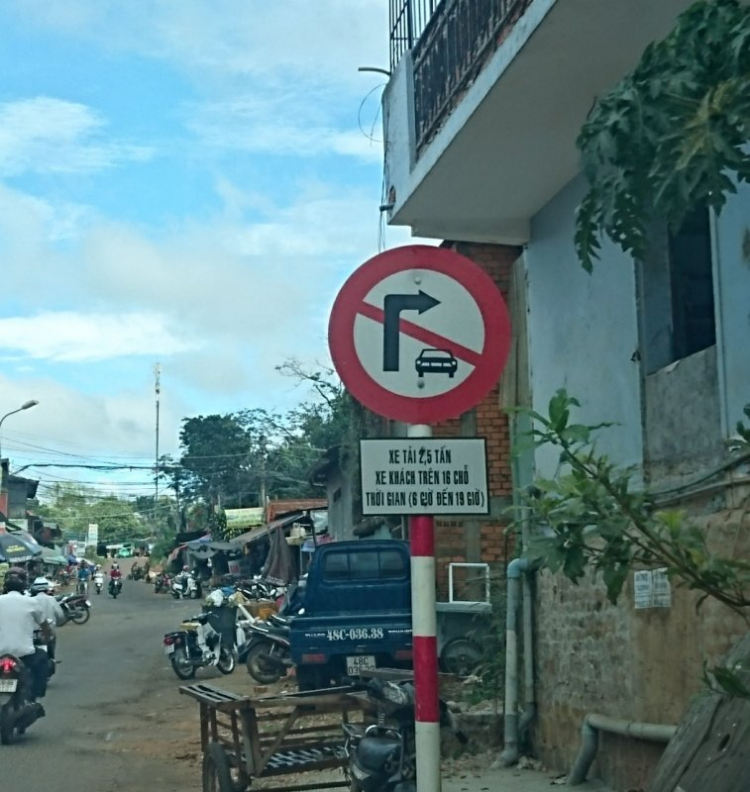 XE TẢI 2,5 TẤN
XE KHÁCH TRÊN 16 CHỖ
THỜI GIAN (6 GIỜ ĐẾN 19 GIỜ)
48C-036.38
48C